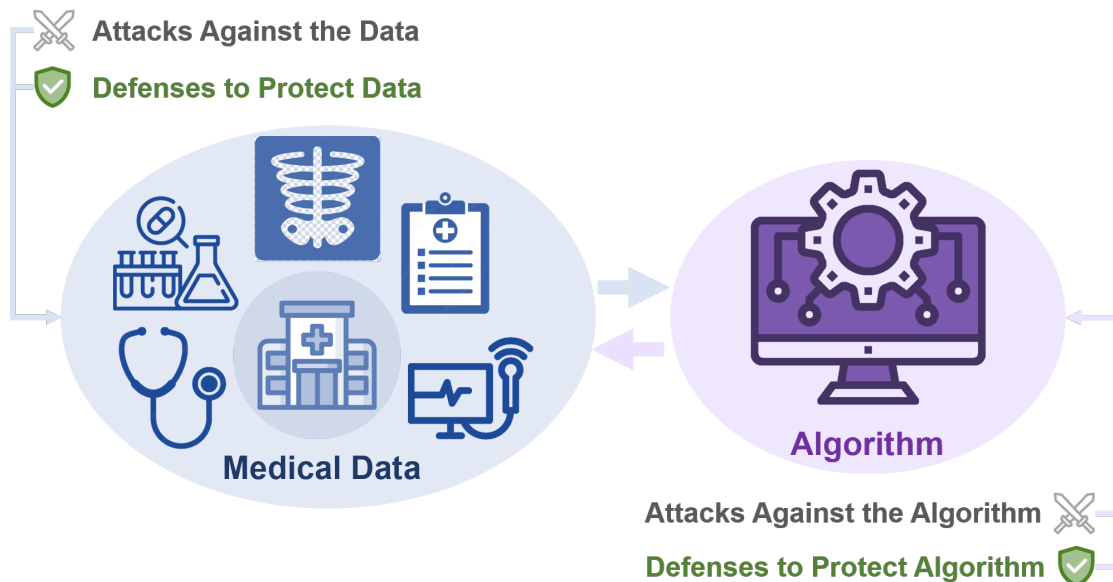 Attacks Against the Data
Defenses to Protect Data
Medical Data
Algorithm
Attacks Against the Algorithm
Defenses to Protect Algorithm